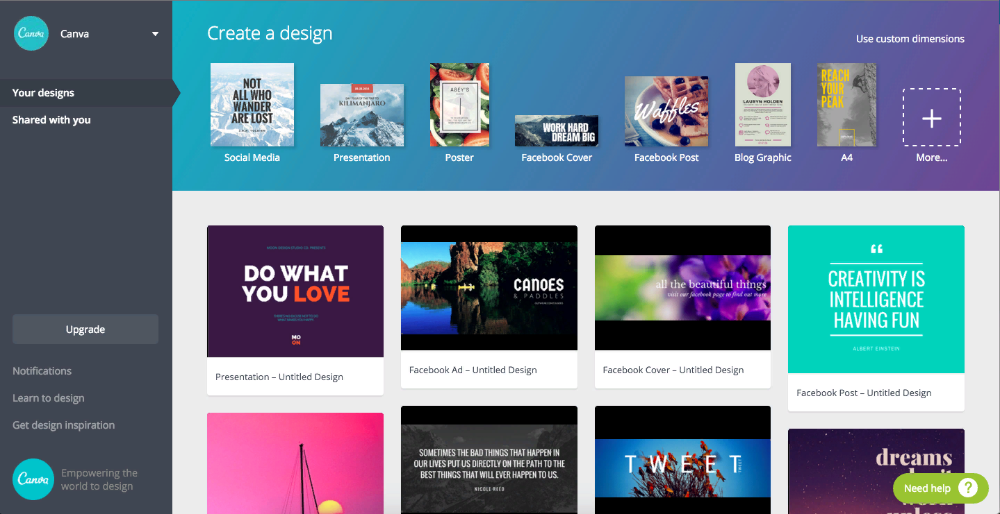 Canva
Canva
Your designs
Shared with you
Upgrade
Notifications
Learn to design
Get design inspiration
Canva
Empowering the
world to design
Create a design
Use custom dimensions
NOT
ALL WHO
WANDER
ARE LOST
Social Media
KILIMANJARO
Presentation
ABEY'S
Poster
WORK HARD
DREAM BIG
Facebook Cover
Waffles
Facebook Post
LAURYN HOLDEN
Blog Graphic
REACH
YOUR
PEAK
A4
More...
MOON DESIGN STUDIO CO. PRESENTS
DO WHAT
YOU LOVE
MO
ON
Presentation – Untitled Design
CANOES
& PADDLES
Facebook Ad – Untitled Design
all the beautiful things
visit our facebook page to find out more
Facebook Cover – Untitled Design
“
CREATIVITY IS
INTELLIGENCE
HAVING FUN
ALBERT EINSTEIN
Facebook Post – Untitled Design
SOMETIMES THE BAD THINGS THAT HAPPEN IN
OUR LIVES PUT US DIRECTLY ON THE PATH TO THE
BEST THINGS THAT WILL EVER HAPPEN TO US.
NICOLE REED
TWEET
TWEET
dreams
Need help ?